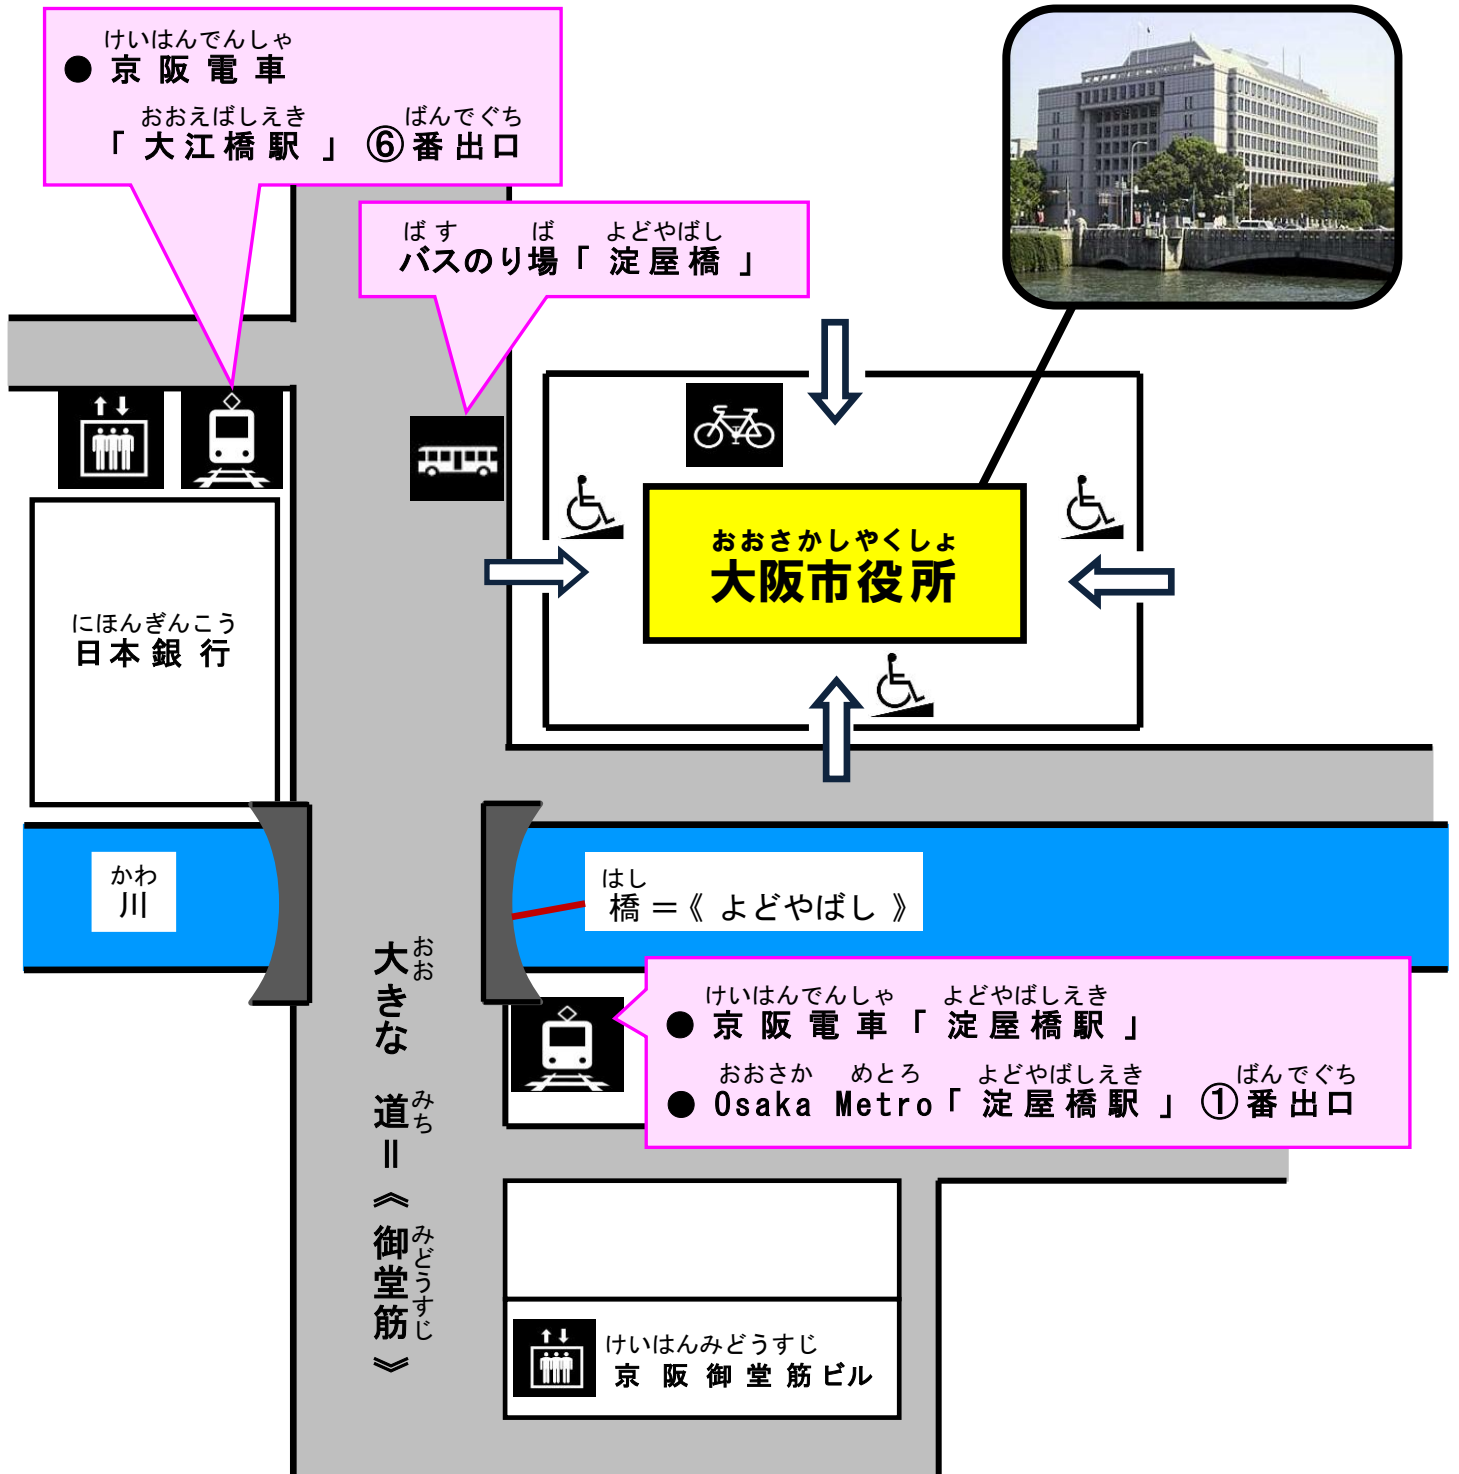 けいはんでんしゃ
● 京阪電車
おおえばしえき ばんでぐち
「大江橋駅」⑥番出口
ばす ば よどやばし
バスのり場「淀屋橋」
おおさかしやくしょ
大阪市役所
にほんぎんこう
日本銀行
かわ
川
はし
橋＝《よどやばし》
おお みち みどうすじ
大きな 道＝《御堂筋》
けいはんでんしゃ よどやばしえき
● 京阪電車「淀屋橋駅」
おおさか めとろ よどやばしえき ばんでぐち
● Osaka Metro「淀屋橋駅」①番出口
けいはんみどうすじ
京阪御堂筋ビル